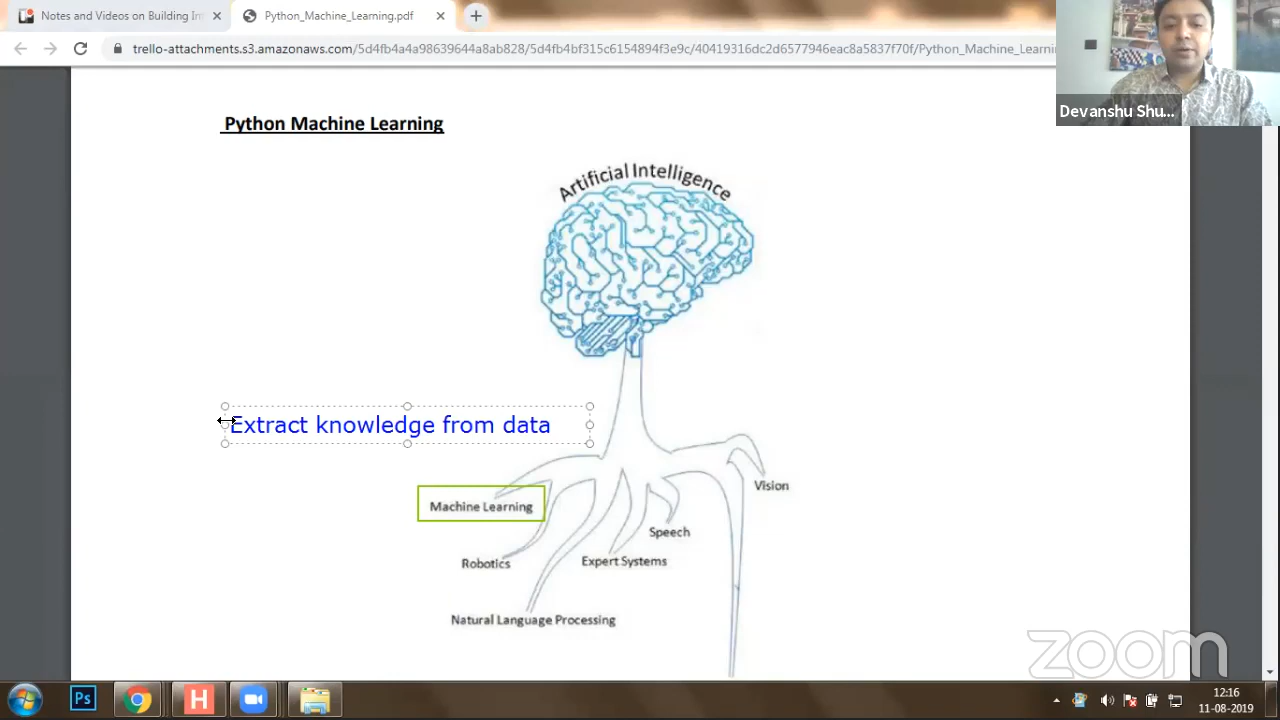 Notes and Videos on Building Im
Python_Machine_Learning.pdf
trello-attachments.s3.amazonaws.com/5d4fb4a4a98639644a8ab828/5d4fb4bf315c6154894f3e9c/40419316dc2d6577946eac8a5837f70f/Python_Machine_Learnin
Devanshu Shu...
Python Machine Learning
Artificial Intelligence
Extract knowledge from data
Vision
Machine Learning
Speech
Robotics
Expert Systems
Natural Language Processing
zoom
Ps
H
12:16
11-08-2019